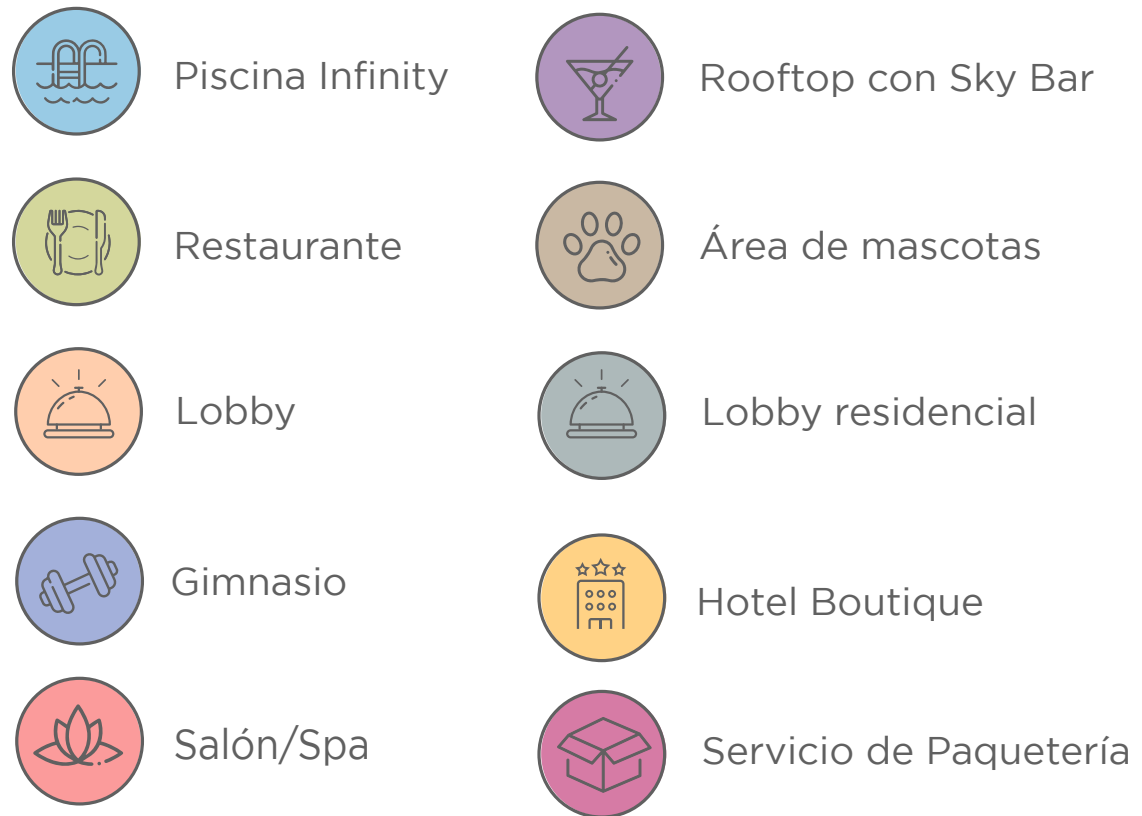 Piscina Infinity
Rooftop con Sky Bar
Restaurante
Área de mascotas
Lobby
Lobby residencial
Gimnasio
Hotel Boutique
Salón/Spa
Servicio de Paquetería